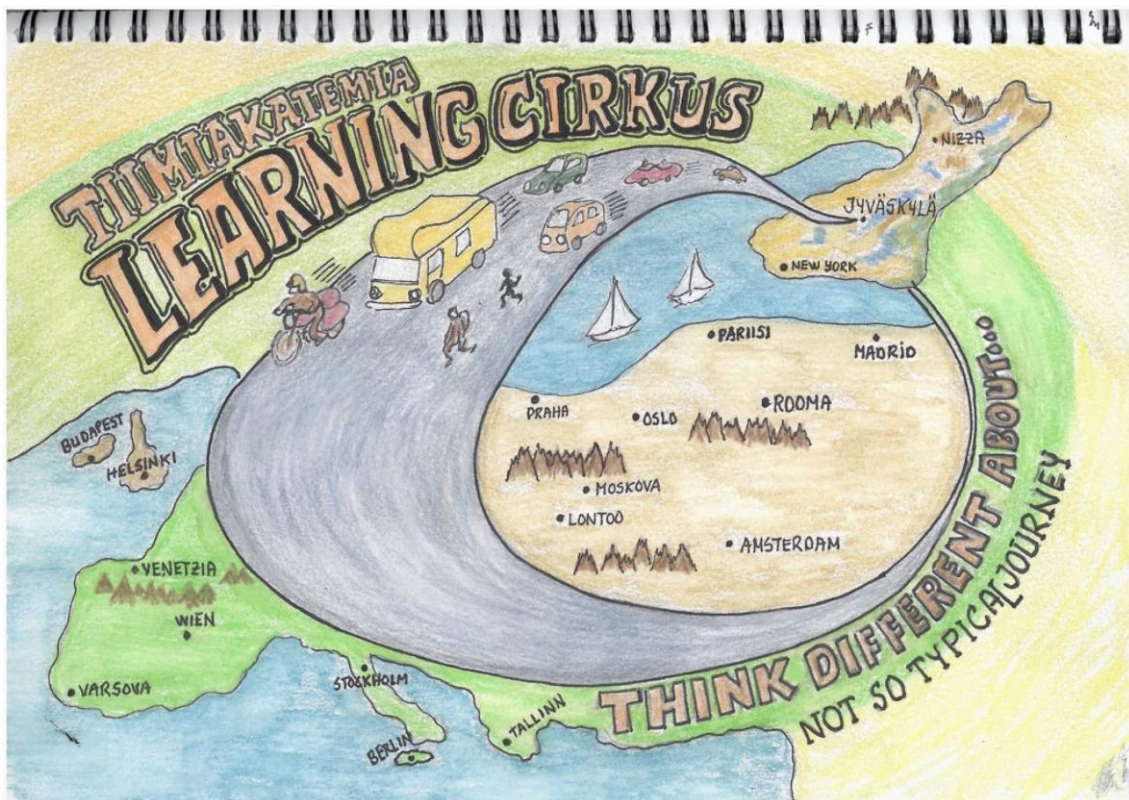 TIIMIAKATEMIA
LEARNING CIRKUS
NIZZA
JYVÄSKYLÄ
NEW YORK
PARIISI
MADRID
PRAHA
OSLO
ROOMA
MOSKOVA
LONTOO
AMSTERDAM
BUDAPEST
HELSINKI
VENETZIA
WIEN
VARSOVA
STOCKHOLM
BERLIN
TALLINN
THINK DIFFERENT ABOUT...
NOT SO TYPICAL JOURNEY